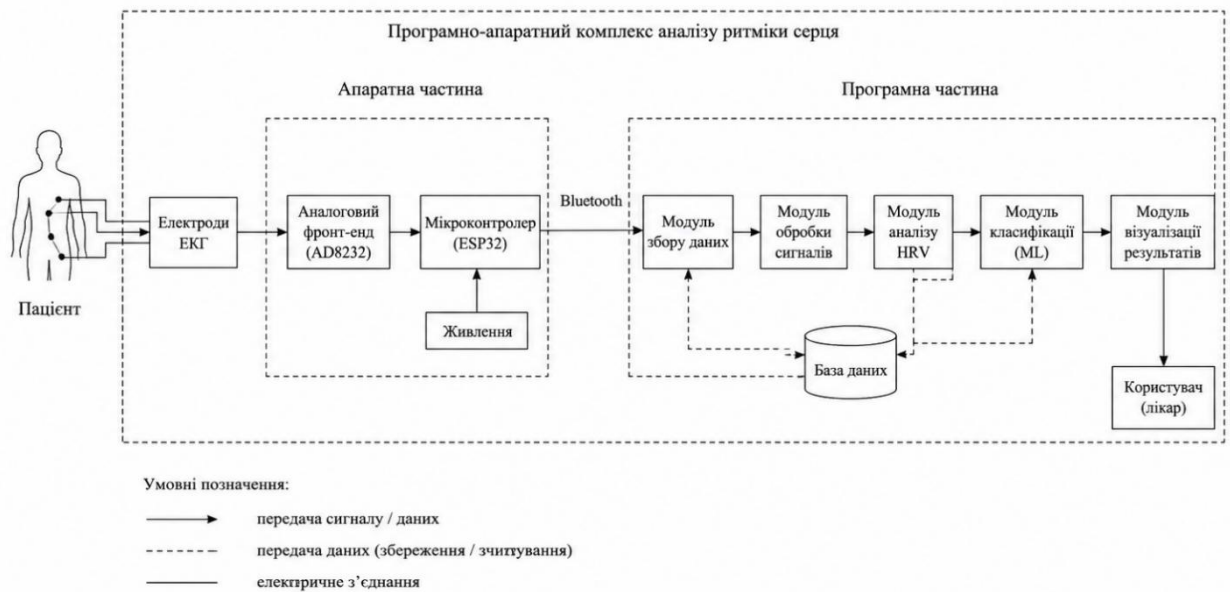 Програмно-апаратний комплекс аналізу ритміки серця
Апаратна частина
Програмна частина
Пацієнт
Електроди
ЕКГ
Аналоговий
фронт-енд
(AD8232)
Мікроконтролер
(ESP32)
Живлення
Bluetooth
Модуль
збору даних
Модуль
обробки
сигналів
Модуль
аналізу
HRV
Модуль
класифікації
(ML)
Модуль
візуалізації
результатів
База даних
Користувач
(лікар)
Умовні позначення:
передача сигналу / даних
передача даних (збереження / зчитування)
електричне з’єднання